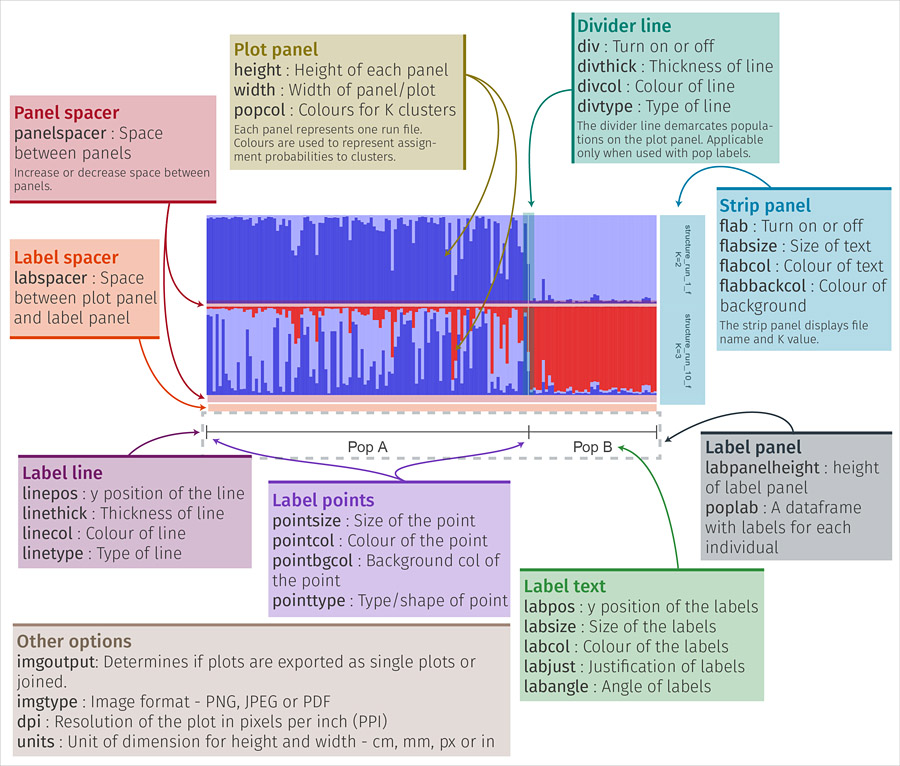 Plot panel
height : Height of each panel
width : Width of panel/plot
popcol : Colours for K clusters
Each panel represents one run file.
Colours are used to represent assign-
ment probabilities to clusters.
Divider line
div : Turn on or off
divthick : Thickness of line
divcol : Colour of line
divtype : Type of line
The divider line demarcates popula-
tions on the plot panel. Applicable
only when used with pop labels.
Panel spacer
panelspacer : Space
between panels
Increase or decrease space between
panels.
Strip panel
flab : Turn on or off
flabsize : Size of text
flabcol : Colour of text
flabbackcol : Colour of
background
The strip panel displays file
name and K value.
Label spacer
labspacer : Space
between plot panel
and label panel
structure_run_1_f
K=2
structure_run_10_f
K=3
Pop A
Pop B
Label line
linepos : y position of the line
linethick : Thickness of line
linecol : Colour of line
linetype : Type of line
Label points
pointsize : Size of the point
pointcol : Colour of the point
pointbgcol : Background col of
the point
pointtype : Type/shape of point
Label panel
labpanelheight : height
of label panel
poplab : A dataframe
with labels for each
individual
Label text
labpos : y position of the labels
labsize : Size of the labels
labcol : Colour of the labels
labjust : Justification of labels
labangle : Angle of labels
Other options
imgoutput: Determines if plots are exported as single plots or
joined.
imgtype : Image format - PNG, JPEG or PDF
dpi : Resolution of the plot in pixels per inch (PPI)
units : Unit of dimension for height and width - cm, mm, px or in